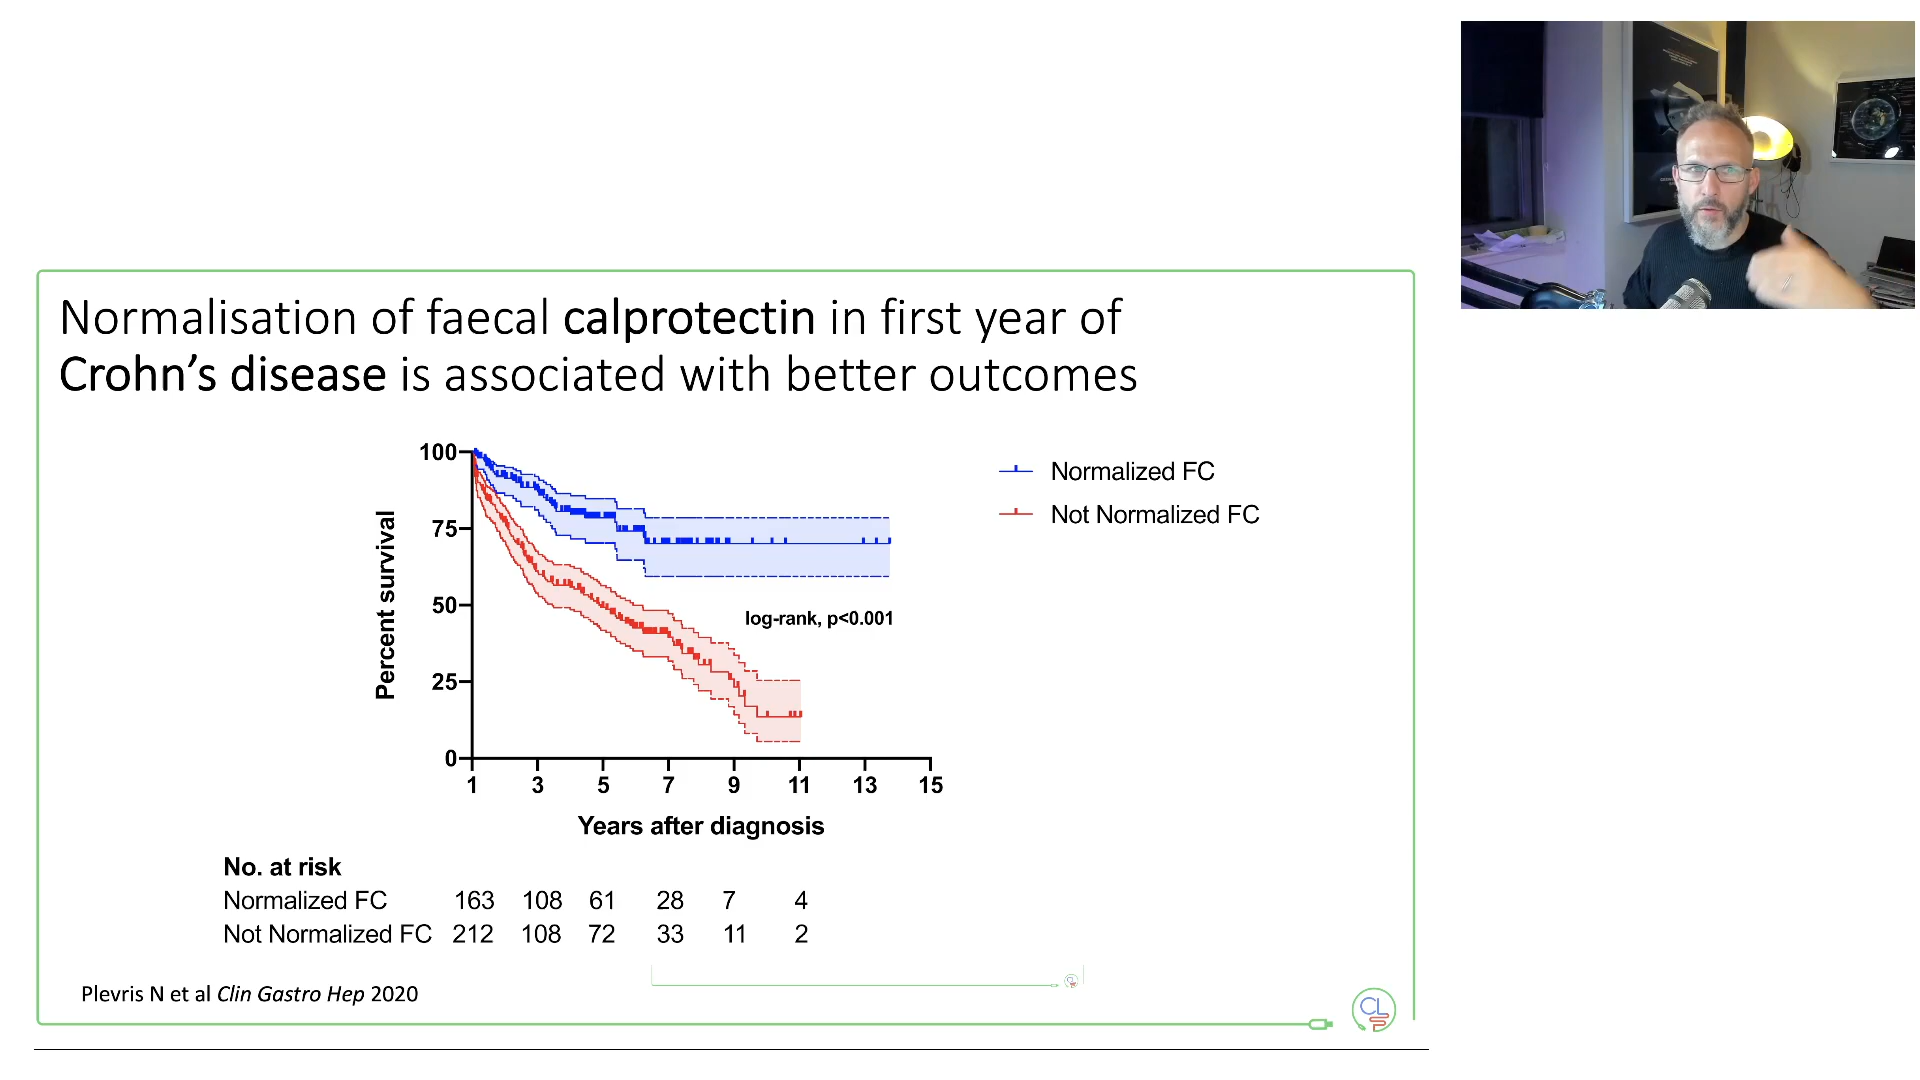 Normalisation of faecal calprotectin in first year of
Crohn’s disease is associated with better outcomes
100
75
50
25
0
Percent survival
Normalized FC
Not Normalized FC
log-rank, p<0.001
1 3 5 7 9 11 13 15
Years after diagnosis
No. at risk
Normalized FC 163 108 61 28 7 4
Not Normalized FC 212 108 72 33 11 2
Plevris N et al Clin Gastro Hep 2020
CL